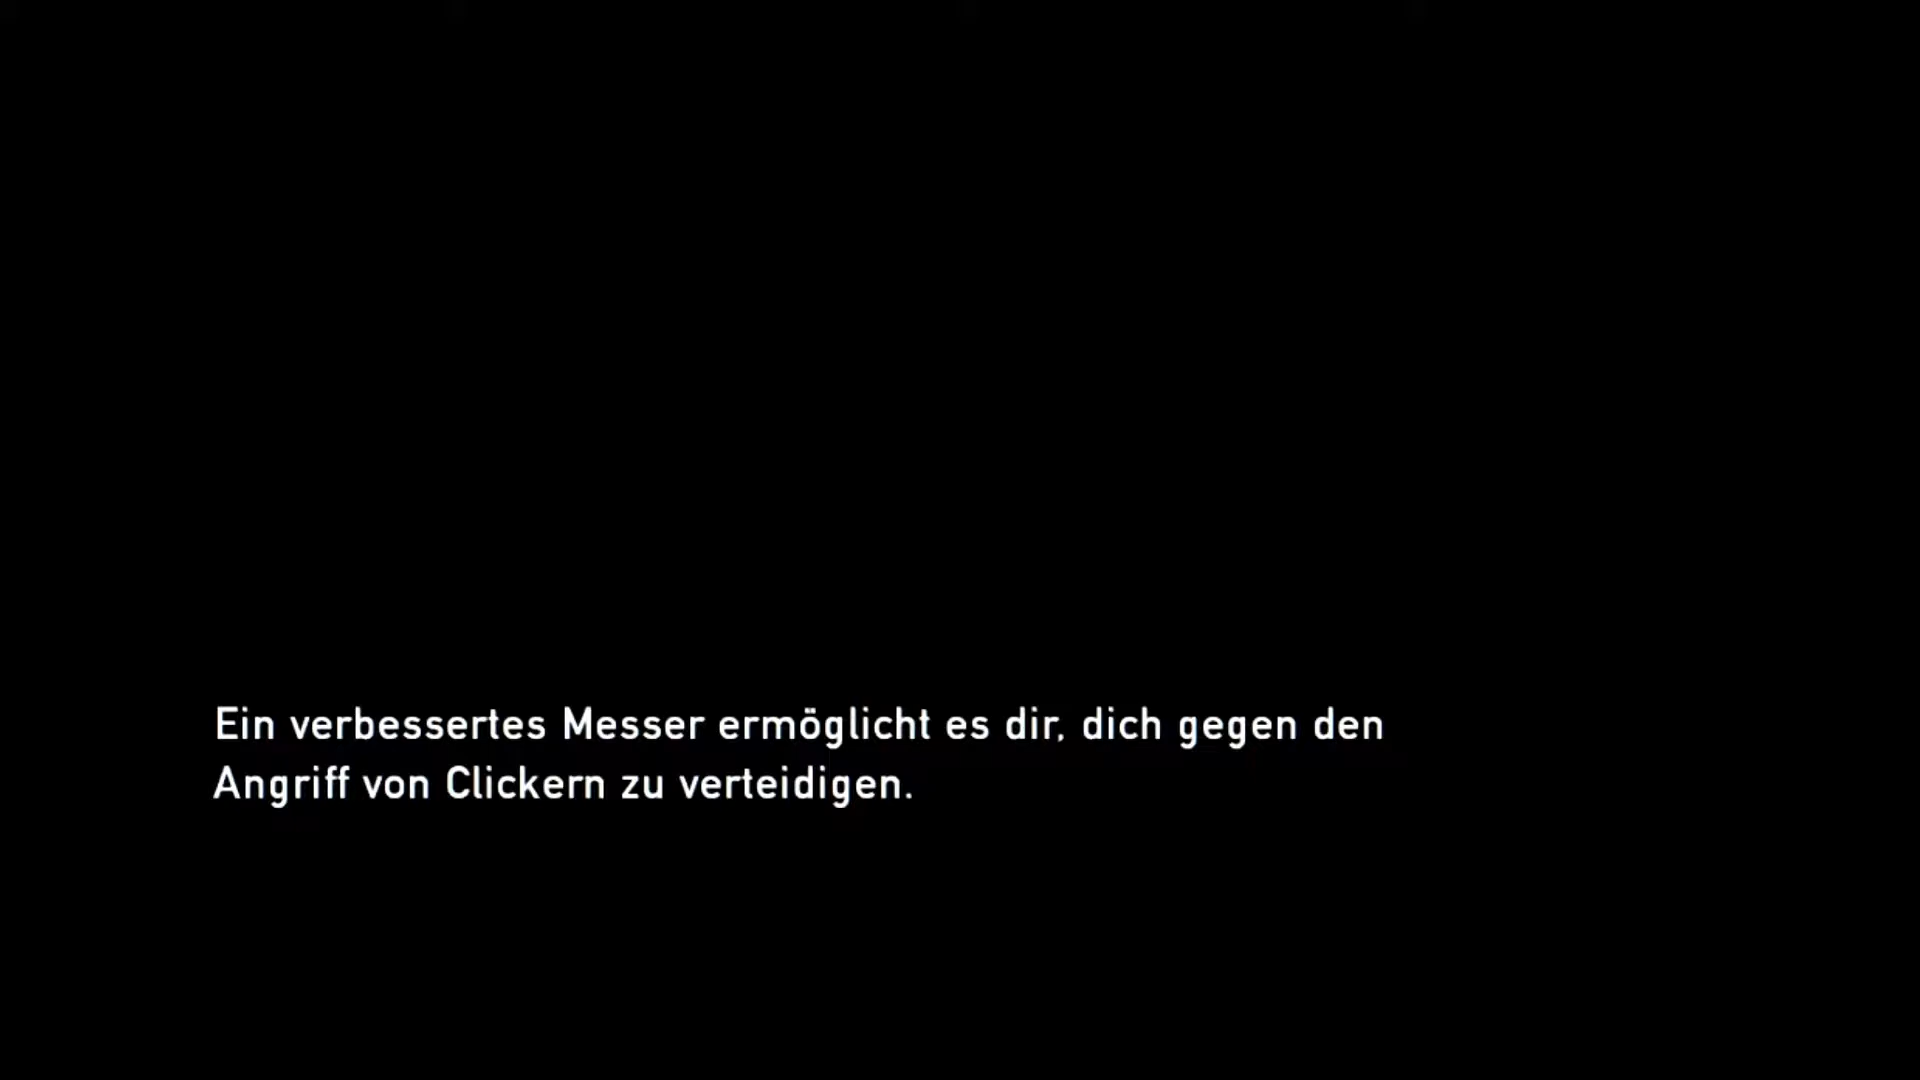 Ein verbessertes Messer ermöglicht es dir, dich gegen den
Angriff von Clickern zu verteidigen.